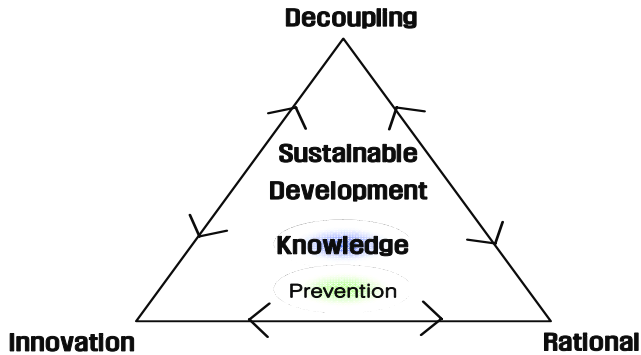 Decoupling
Sustainable
Development
Knowledge
Prevention
Innovation
Rational